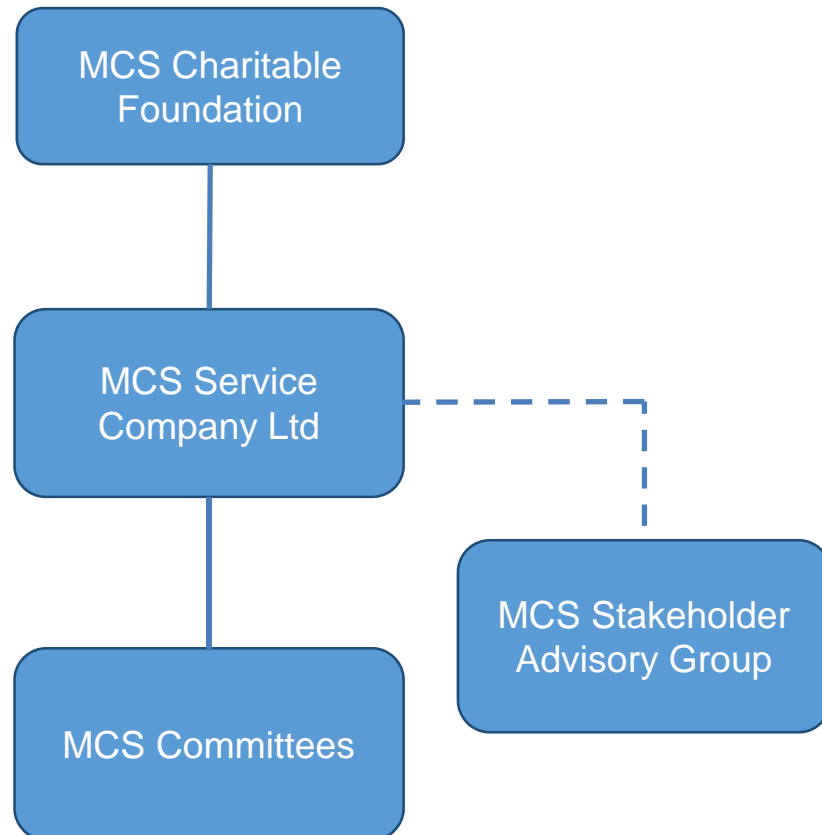 MCS Charitable
Foundation
MCS Service
Company Ltd
MCS Stakeholder
Advisory Group
MCS Committees